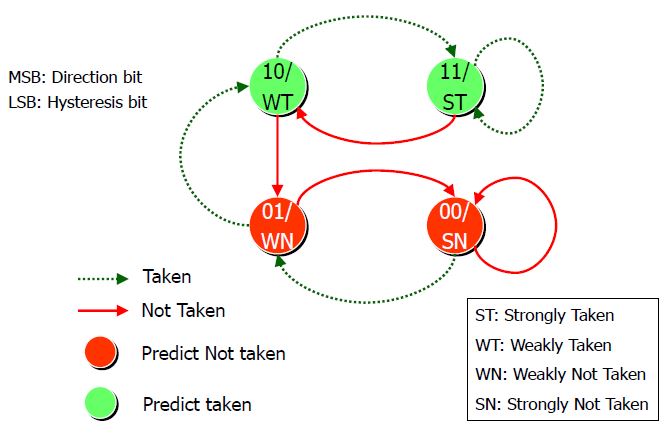 MSB: Direction bit
LSB: Hysteresis bit
10/
WT
11/
ST
01/
WN
00/
SN
Taken
Not Taken
Predict Not taken
Predict taken
ST: Strongly Taken
WT: Weakly Taken
WN: Weakly Not Taken
SN: Strongly Not Taken